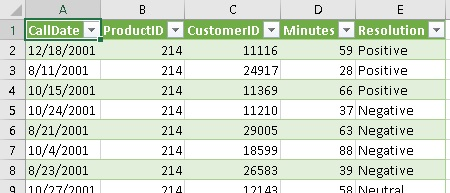 A B C D E
1 CallDate ProductID CustomerID Minutes Resolution
2 12/18/2001 214 11116 59 Positive
3 8/11/2001 214 24917 28 Positive
4 10/15/2001 214 11369 66 Positive
5 10/24/2001 214 11210 37 Negative
6 8/21/2001 214 29005 63 Negative
7 10/4/2001 214 18599 88 Negative
8 8/23/2001 214 26583 39 Negative
9 10/27/2001 214 12143 58 Neutral